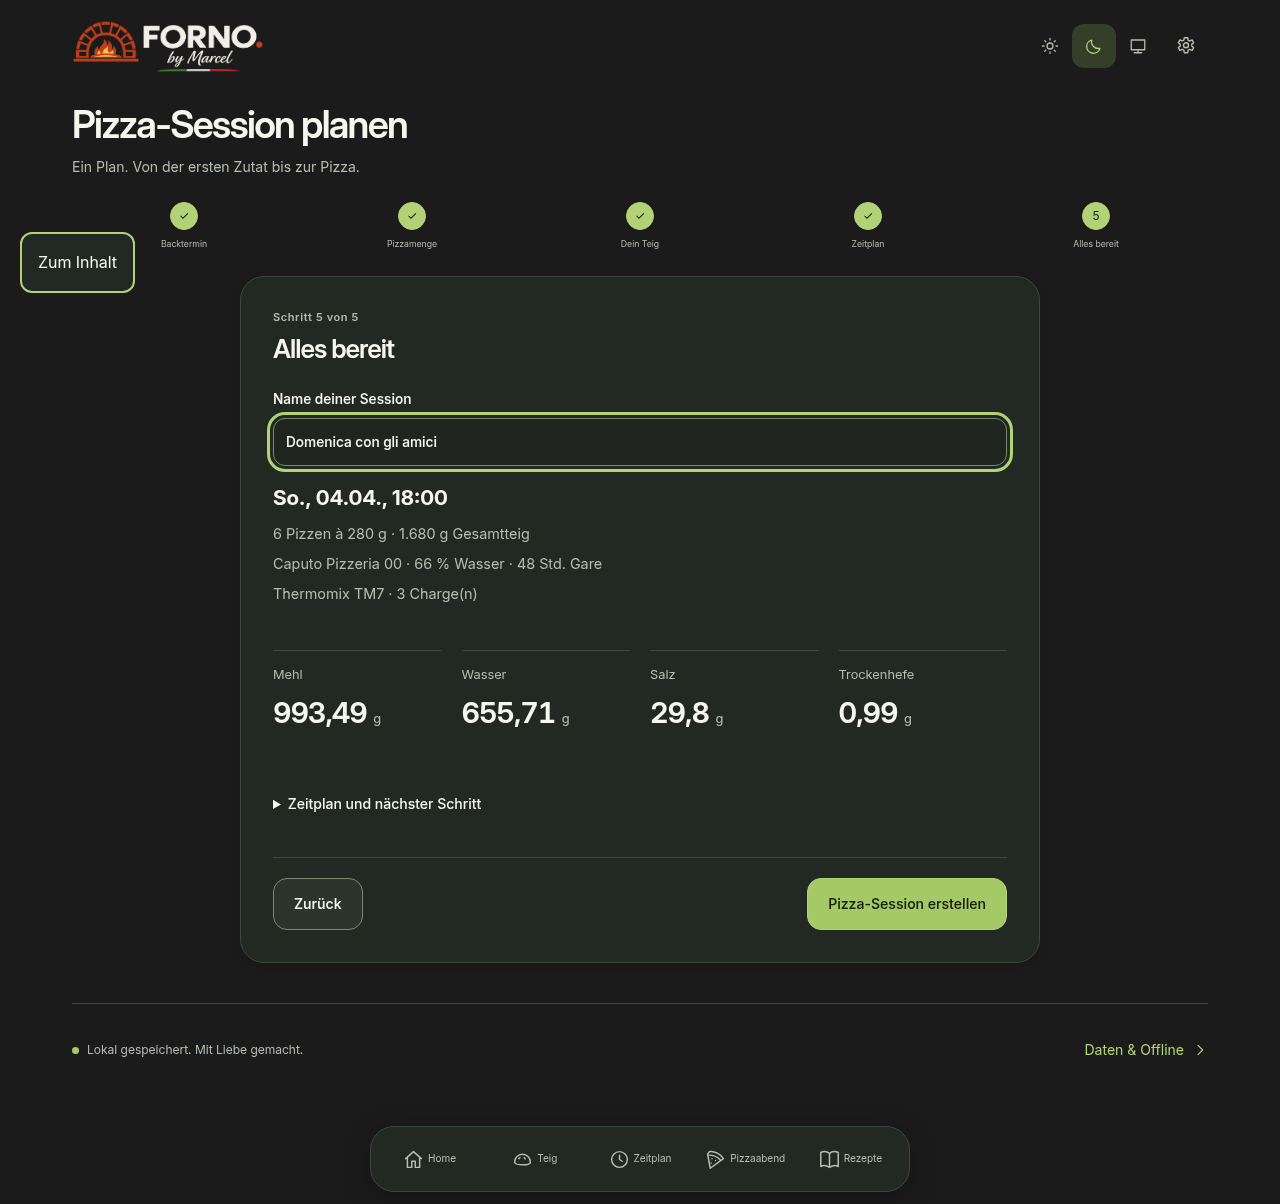 FORNO.
by Marcel
Pizza-Session planen
Ein Plan. Von der ersten Zutat bis zur Pizza.
5
Backtermin
Pizzamenge
Dein Teig
Zeitplan
Alles bereit
Zum Inhalt
Schritt 5 von 5
Alles bereit
Name deiner Session
Domenica con gli amici
So., 04.04., 18:00
6 Pizzen à 280 g · 1.680 g Gesamtteig
Caputo Pizzeria 00 · 66 % Wasser · 48 Std. Gare
Thermomix TM7 · 3 Charge(n)
Mehl
993,49 g
Wasser
655,71 g
Salz
29,8 g
Trockenhefe
0,99 g
Zeitplan und nächster Schritt
Zurück
Pizza-Session erstellen
Lokal gespeichert. Mit Liebe gemacht.
Daten & Offline
Home
Teig
Zeitplan
Pizzaabend
Rezepte